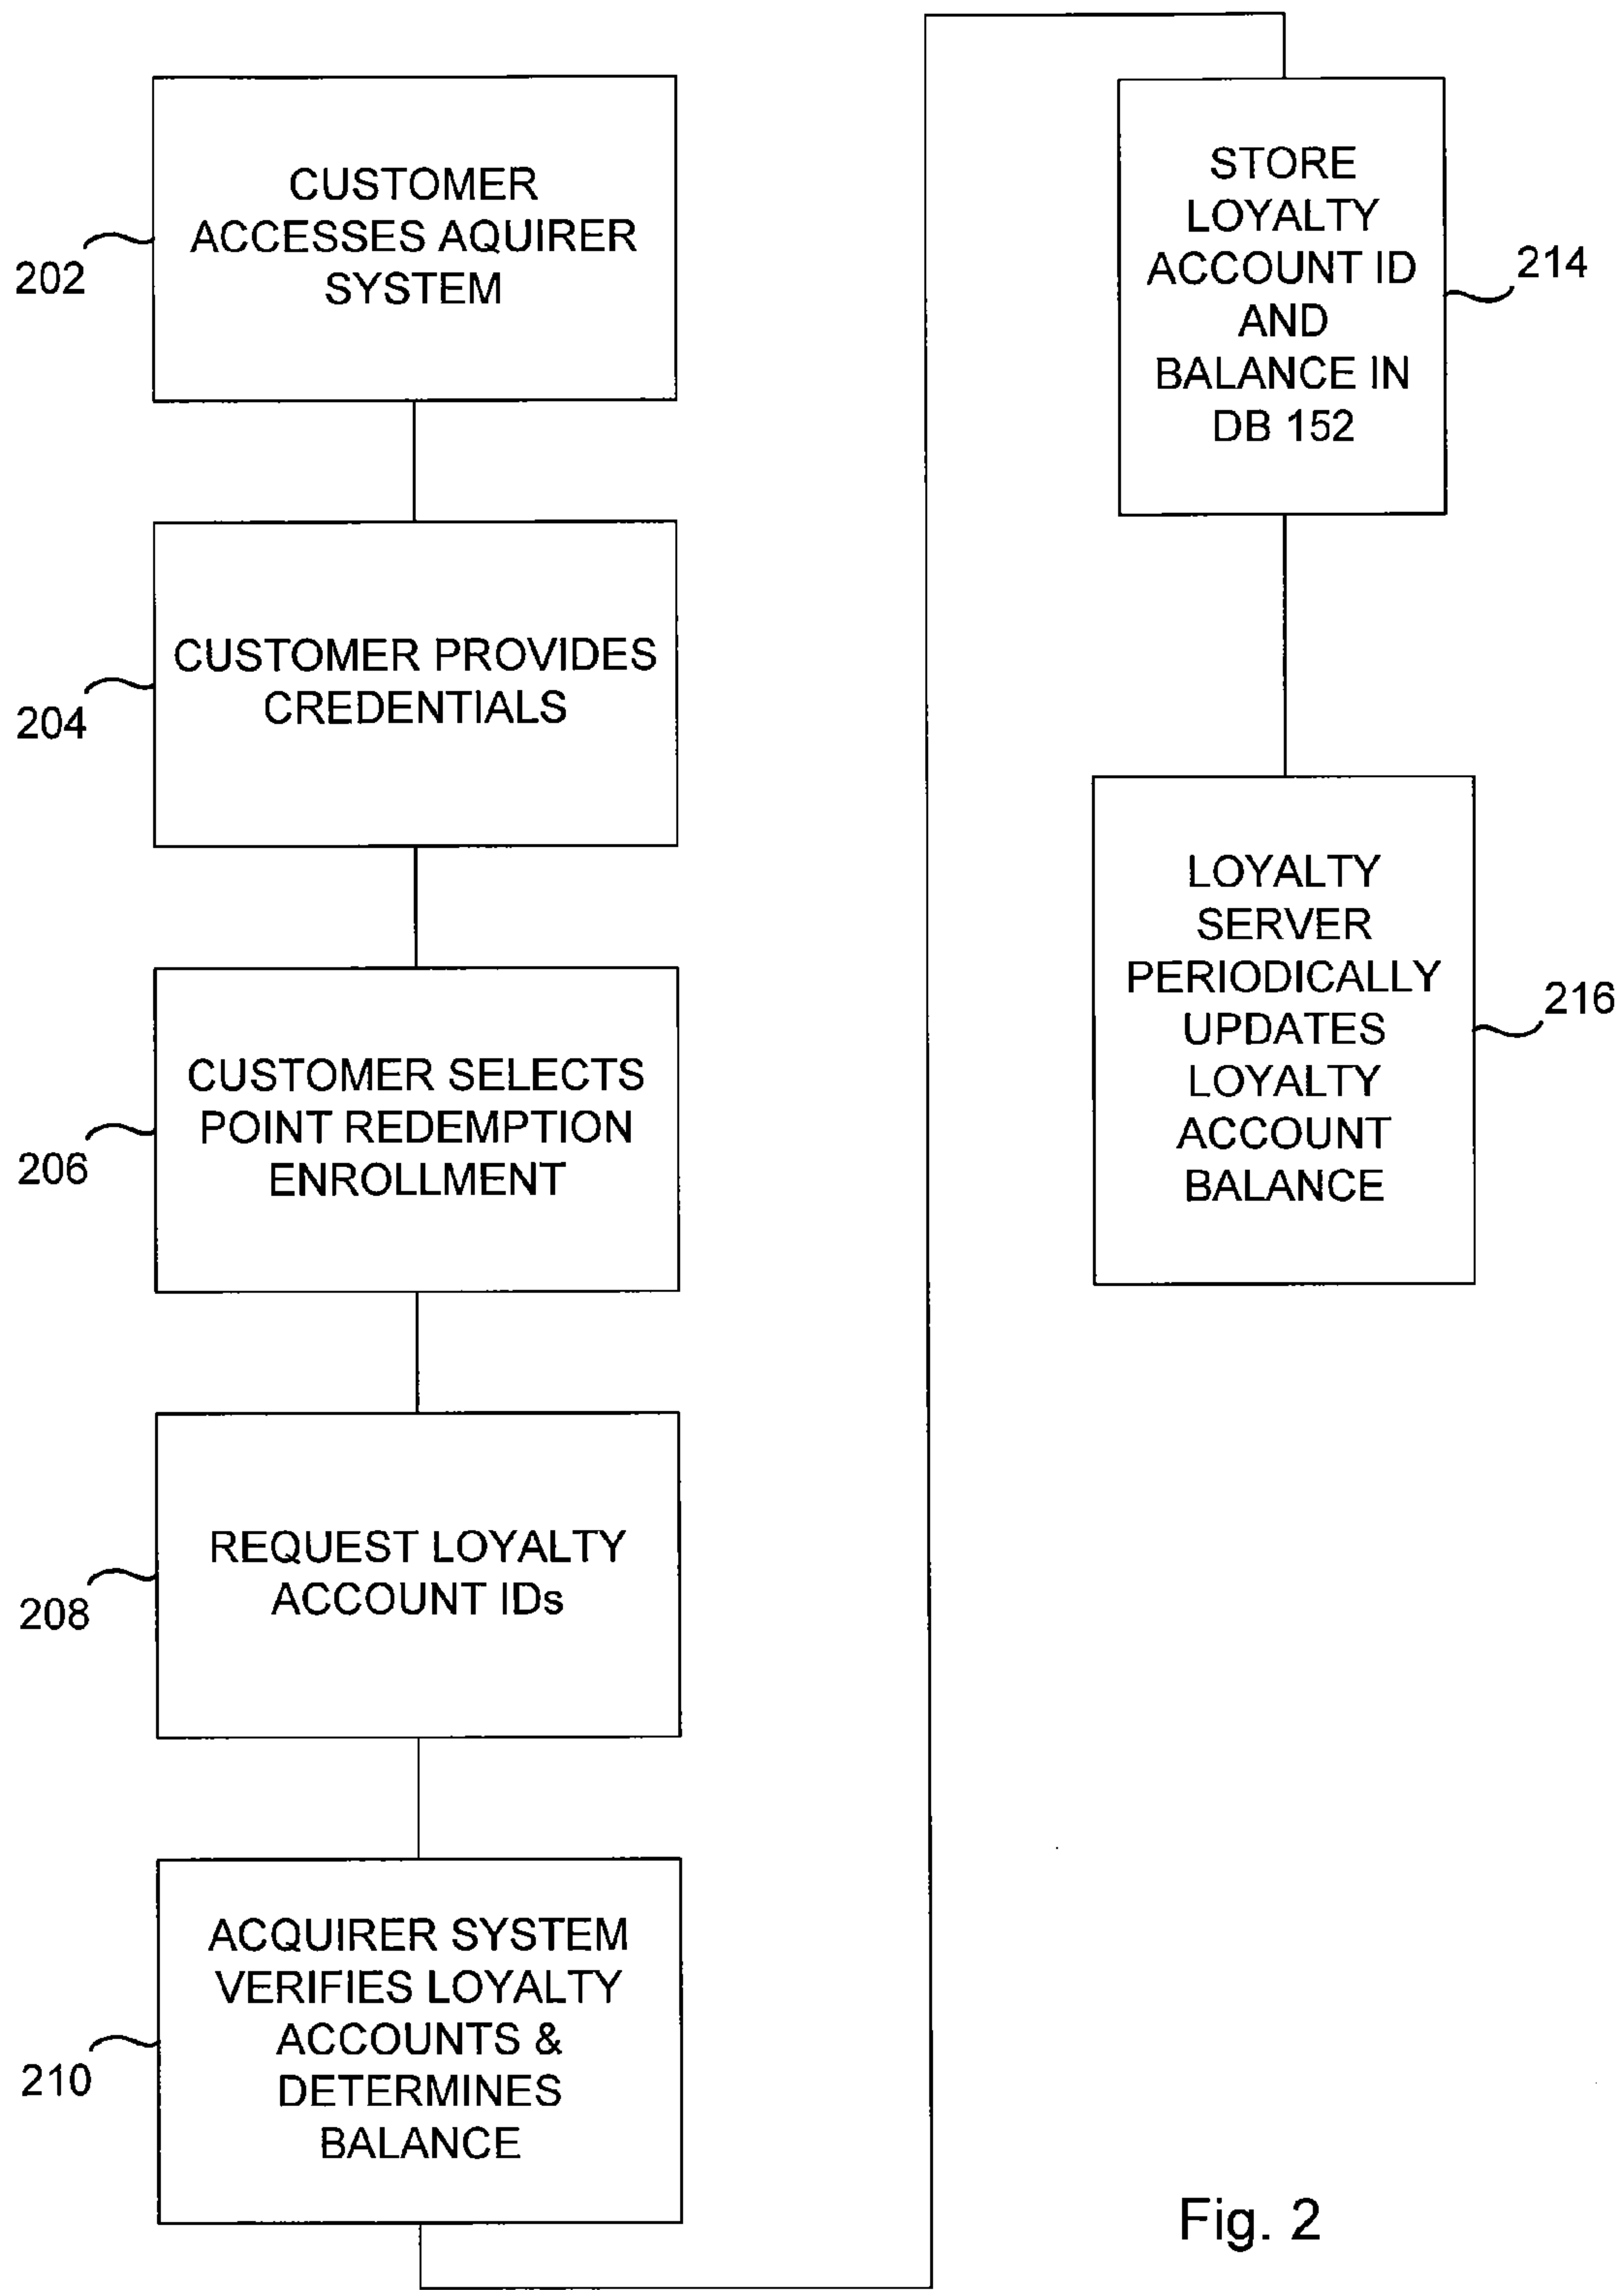 CUSTOMER
ACCESSES AQUIRER
SYSTEM
202
CUSTOMER PROVIDES
CREDENTIALS
204
CUSTOMER SELECTS
POINT REDEMPTION
ENROLLMENT
206
REQUEST LOYALTY
ACCOUNT IDs
208
ACQUIRER SYSTEM
VERIFIES LOYALTY
ACCOUNTS &
DETERMINES
BALANCE
210
STORE
LOYALTY
ACCOUNT ID
AND
BALANCE IN
DB 152
214
LOYALTY
SERVER
PERIODICALLY
UPDATES
LOYALTY
ACCOUNT
BALANCE
216
Fig. 2